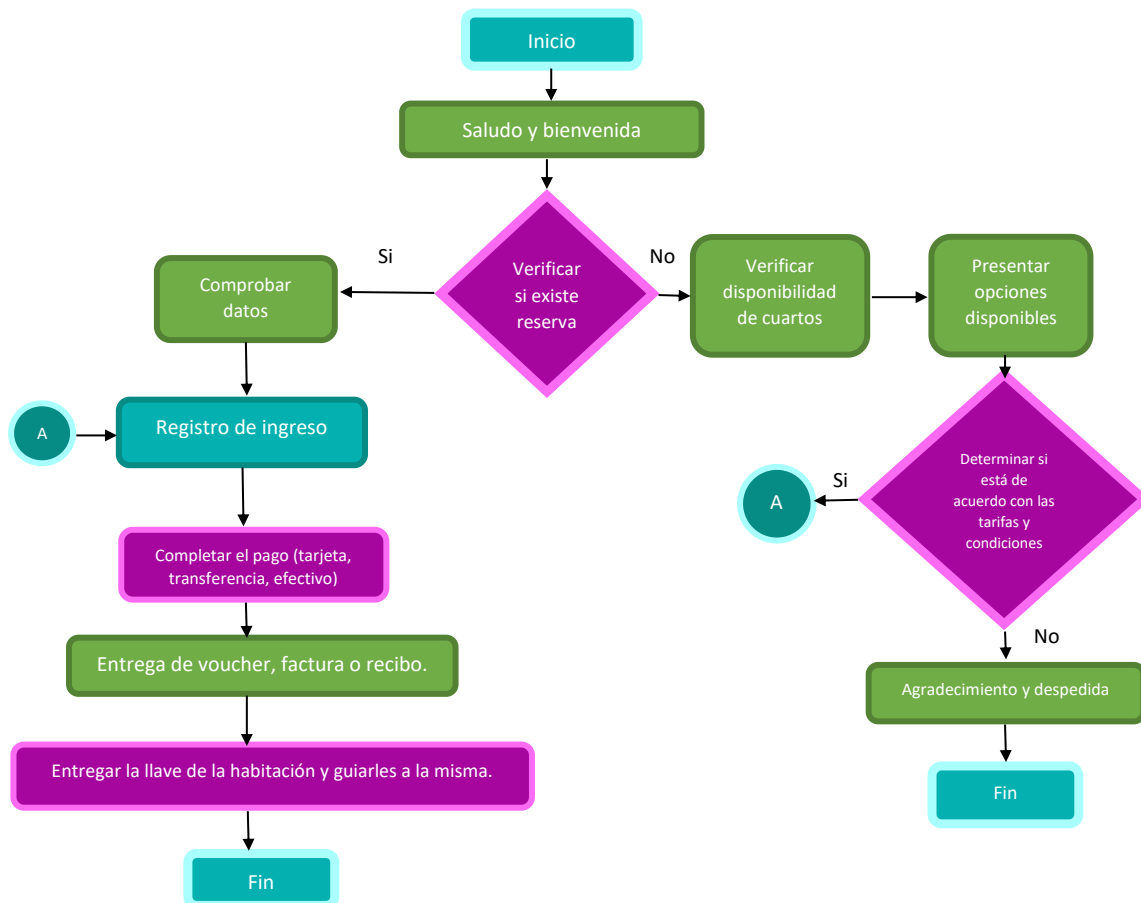 Inicio
Saludo y bienvenida
Si
No
Verificar
si existe
reserva
Comprobar
datos
Verificar
disponibilidad
de cuartos
Presentar
opciones
disponibles
A
Registro de ingreso
Determinar si
está de
acuerdo con las
tarifas y
condiciones
Si
A
Completar el pago (tarjeta,
transferencia, efectivo)
No
Entrega de voucher, factura o recibo.
Agradecimiento y despedida
Entregar la llave de la habitación y guiarles a la misma.
Fin
Fin